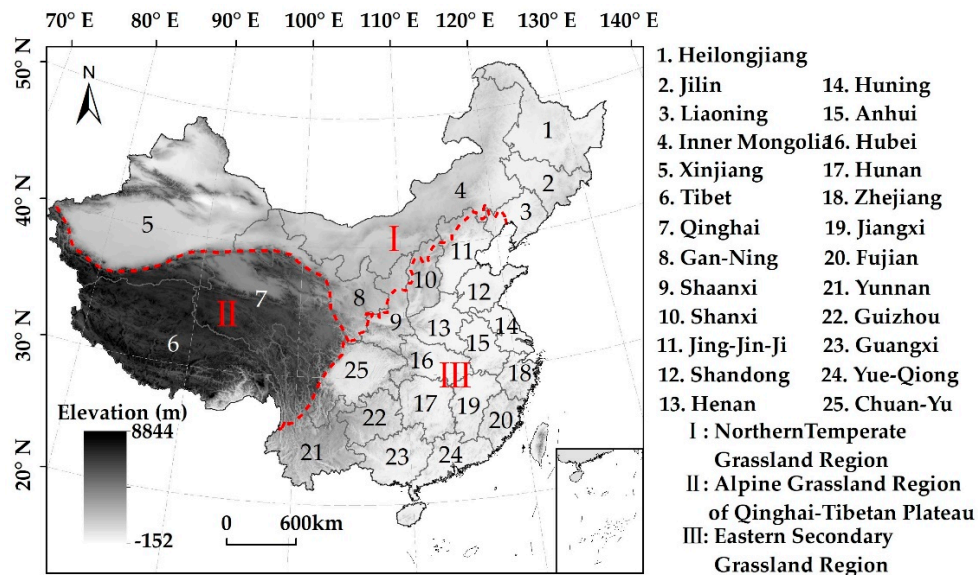 70° E 80° E 90° E 100° E 110° E 120° E 130° E 140° E
50° N
40° N
30° N
20° N
N
1
2
3
4
5
I
11
10
7
8
12
II
9
6
13
14
15
25
16
III
18
17
19
22
20
21
23
24
Elevation (m)
8844
-152
0 600km
1. Heilongjiang
2. Jilin
3. Liaoning
4. Inner Mongolia
5. Xinjiang
6. Tibet
7. Qinghai
8. Gan-Ning
9. Shaanxi
10. Shanxi
11. Jing-Jin-Ji
12. Shandong
13. Henan
14. Huning
15. Anhui
16. Hubei
17. Hunan
18. Zhejiang
19. Jiangxi
20. Fujian
21. Yunnan
22. Guizhou
23. Guangxi
24. Yue-Qiong
25. Chuan-Yu
I : NorthernTemperate
Grassland Region
II: Alpine Grassland Region
of Qinghai-Tibetan Plateau
III: Eastern Secondary
Grassland Region